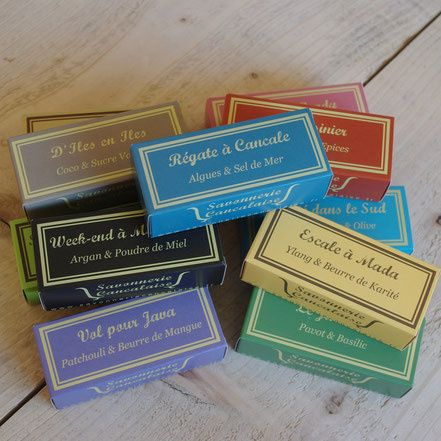 D'Iles en Iles
Coco & Sucre
Régate à Cancale
Algues & Sel de Mer
Savonnerie
Cancalaise
Epices
dans le Sud
& Olive
Week-end à
Argan & Poudre de Miel
Savonnerie
Cancalaise
Escale à Mada
Ylang & Beurre de Karité
Vol pour Java
Patchouli & Beurre de Mangue
Savonnerie
Cancalaise
Pavot & Basilic
Savonnerie
Cancalaise